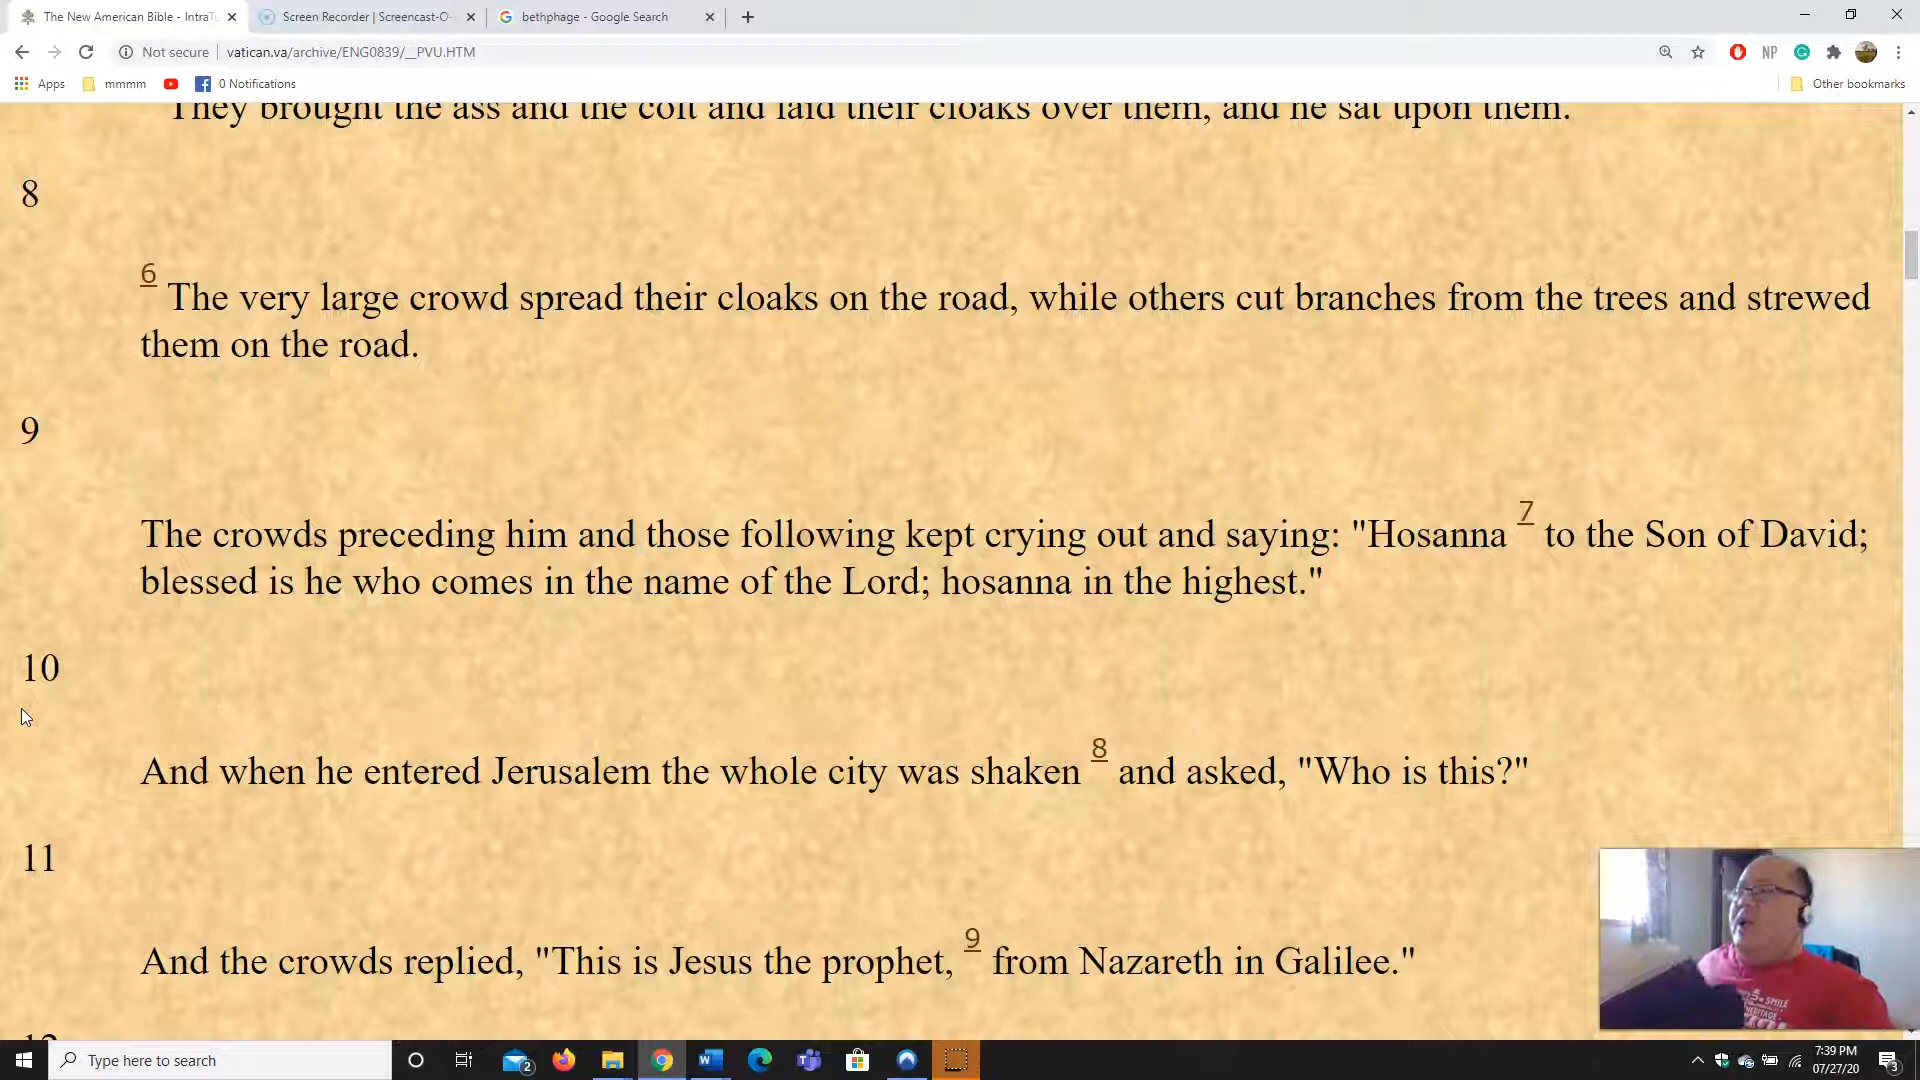 The New American Bible - IntraTe
Screen Recorder | Screencast-O-
bethphage - Google Search
Not secure
vatican.va/archive/ENG0839/__PVU.HTM
NP
Apps
mmmm
0 Notifications
Other bookmarks
They brought the ass and the colt and laid their cloaks over them, and he sat upon them.
8
6 The very large crowd spread their cloaks on the road, while others cut branches from the trees and strewed
them on the road.
9
The crowds preceding him and those following kept crying out and saying: "Hosanna 7 to the Son of David;
blessed is he who comes in the name of the Lord; hosanna in the highest."
10
And when he entered Jerusalem the whole city was shaken 8 and asked, "Who is this?"
11
And the crowds replied, "This is Jesus the prophet, 9 from Nazareth in Galilee."
12
SMILE
Type here to search
2
7:39 PM
07/27/20
3